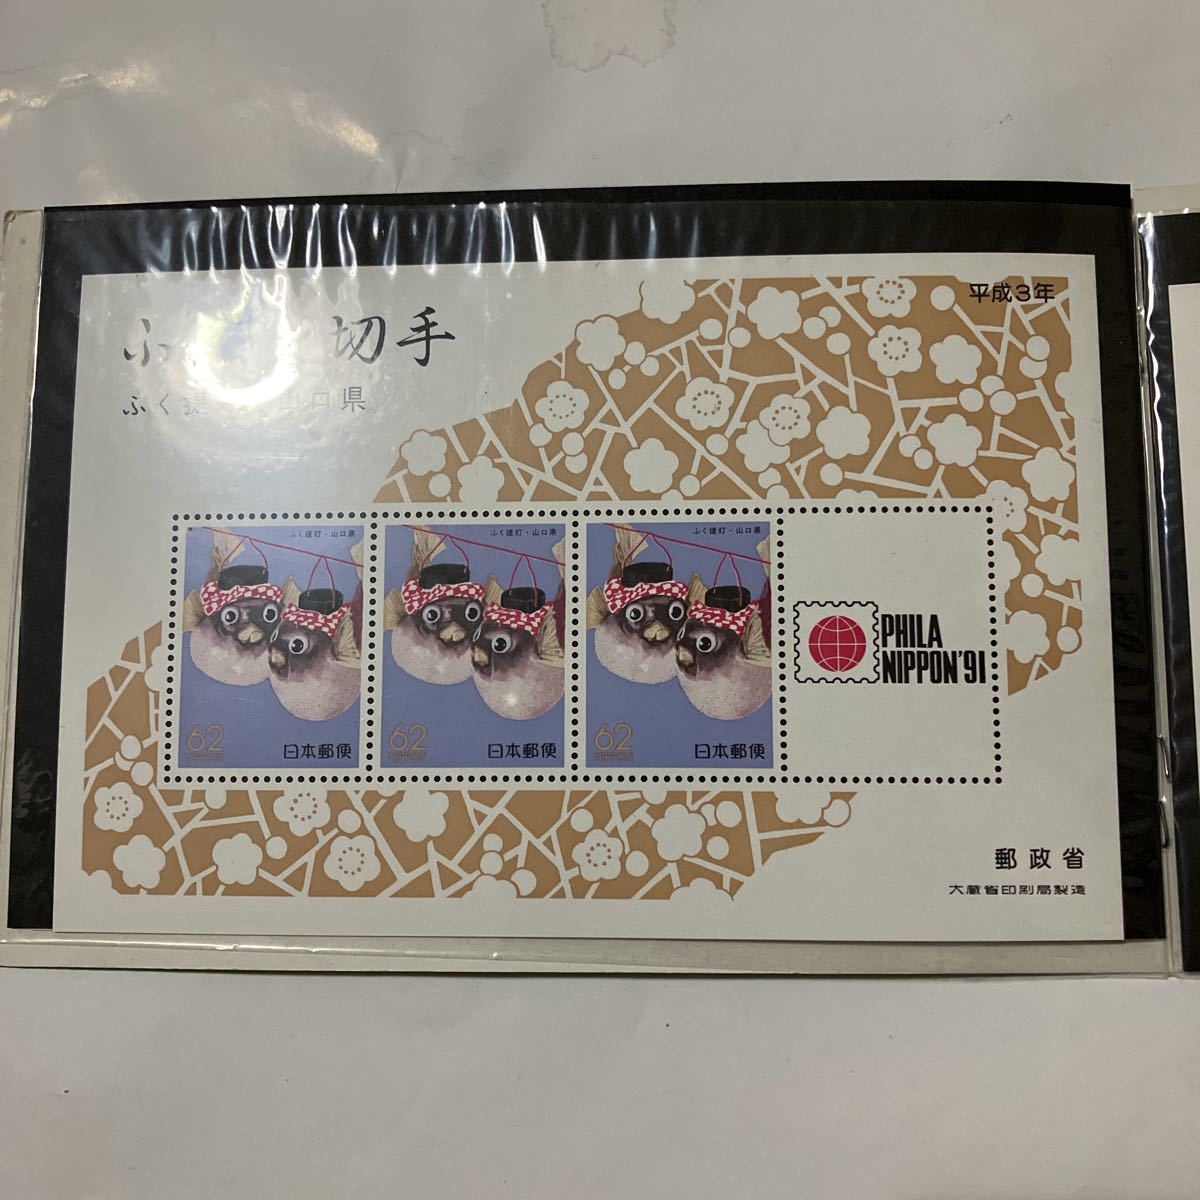 平成3年
ふ 切手
ふく提 山口県
ふく提灯・山口県
62
NIPPON
日本郵便
ふく提灯・山口県
62
NIPPON
日本郵便
ふく提灯・山口県
62
NIPPON
日本郵便
PHILA
NIPPON'91
郵政省
大蔵省印刷局製造